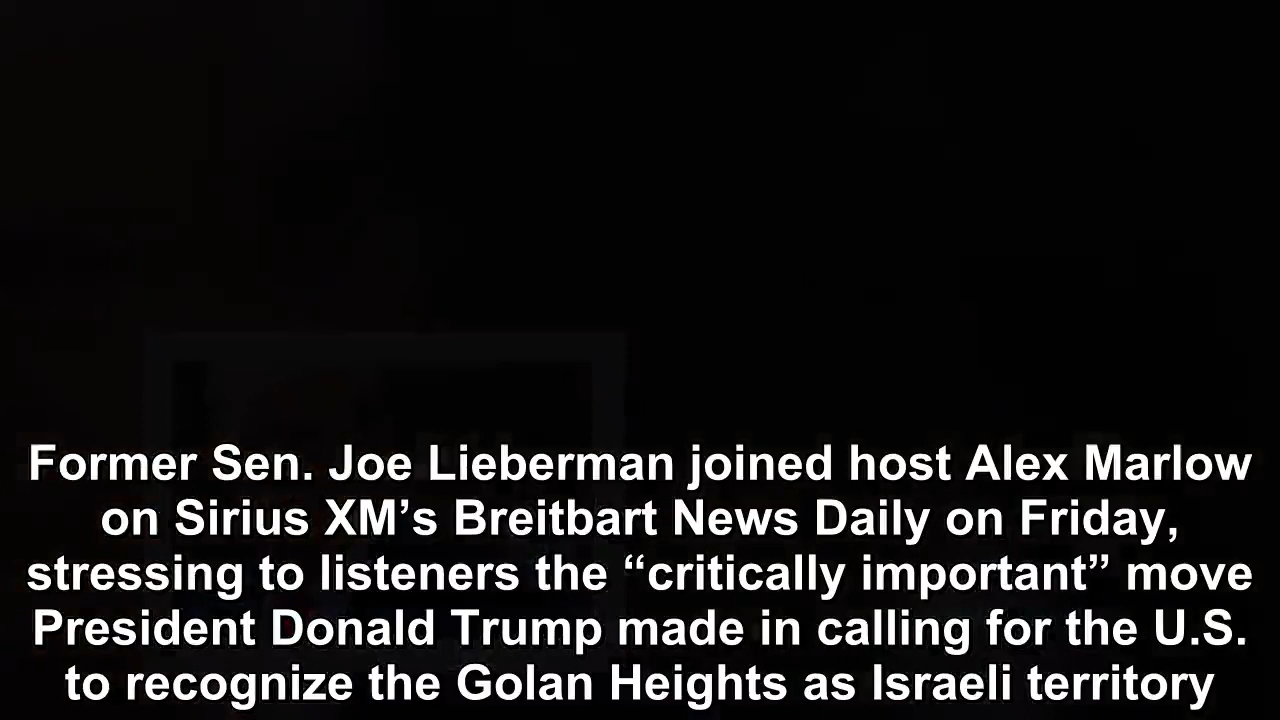 Former Sen. Joe Lieberman joined host Alex Marlow
on Sirius XM’s Breitbart News Daily on Friday,
stressing to listeners the “critically important” move
President Donald Trump made in calling for the U.S.
to recognize the Golan Heights as Israeli territory